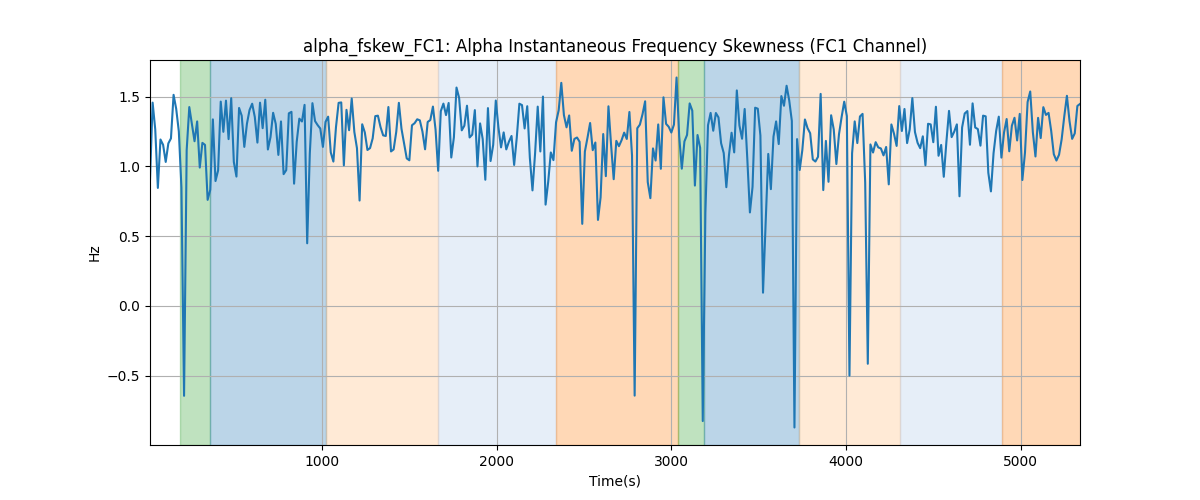 alpha_fskew_FC1: Alpha Instantaneous Frequency Skewness (FC1 Channel)
1.5
1.0
0.5
0.0
−0.5
Hz
1000 2000 3000 4000 5000
Time(s)